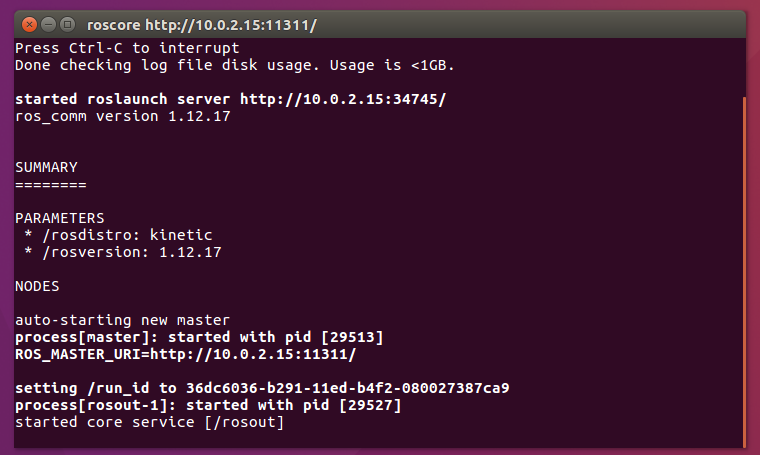 roscore http://10.0.2.15:11311/
Press Ctrl-C to interrupt
Done checking log file disk usage. Usage is <1GB.
started roslaunch server http://10.0.2.15:34745/
ros_comm version 1.12.17
SUMMARY
========
PARAMETERS
 * /rosdistro: kinetic
 * /rosversion: 1.12.17
NODES
auto-starting new master
process[master]: started with pid [29513]
ROS_MASTER_URI=http://10.0.2.15:11311/
setting /run_id to 36dc6036-b291-11ed-b4f2-080027387ca9
process[rosout-1]: started with pid [29527]
started core service [/rosout]